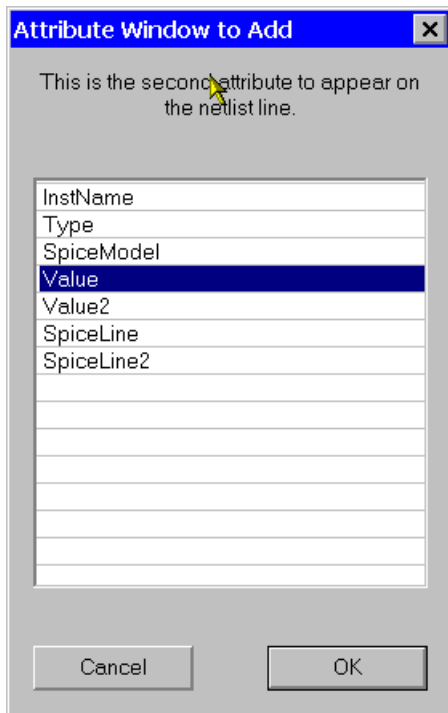 Attribute Window to Add
This is the second attribute to appear on
the netlist line.
InstName
Type
SpiceModel
Value
Value2
SpiceLine
SpiceLine2
Cancel
OK